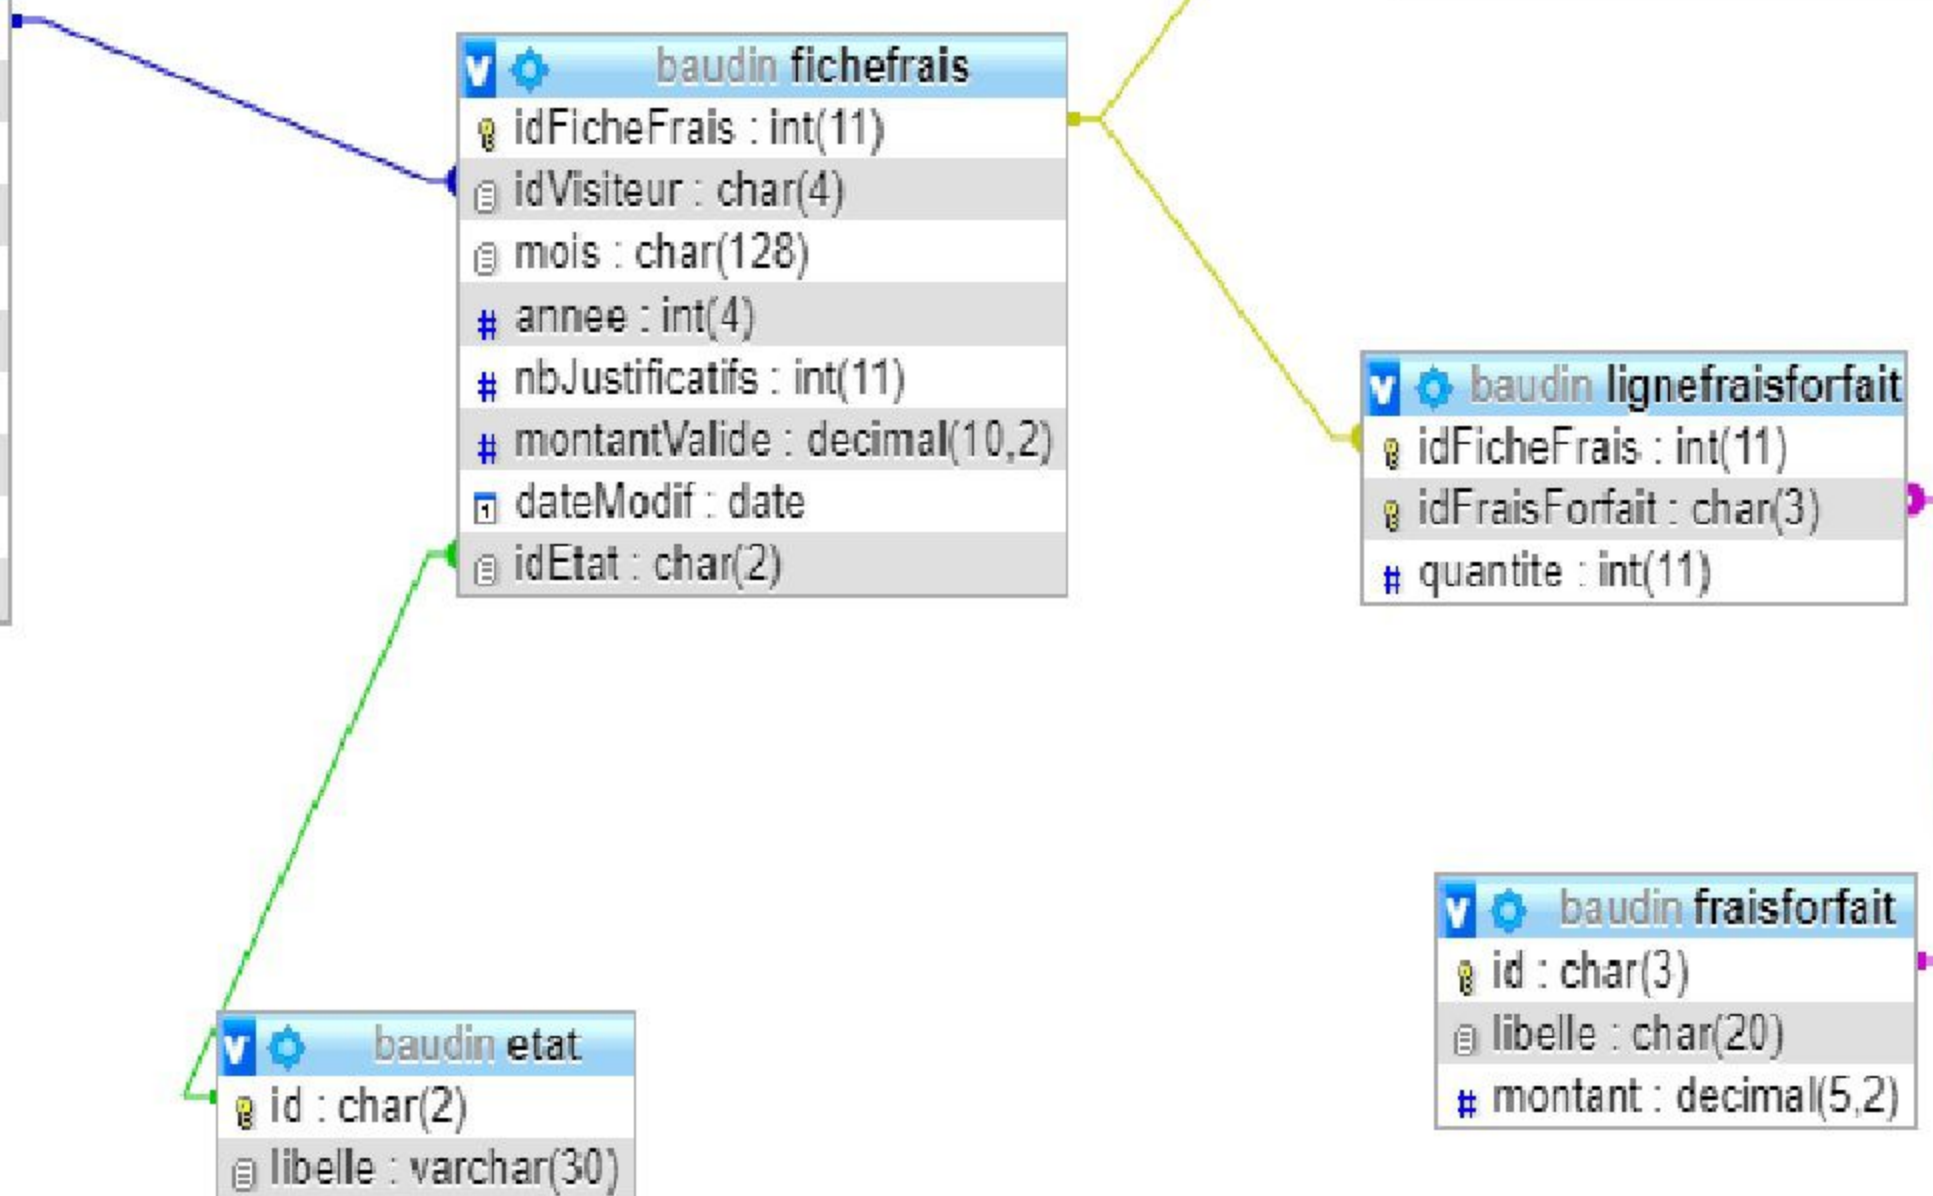 baudin fichefrais
idFicheFrais : int(11)
idVisiteur : char(4)
mois : char(128)
annee : int(4)
nbJustificatifs : int(11)
montantValide : decimal(10,2)
dateModif : date
idEtat : char(2)
baudin lignefraisforfait
idFicheFrais : int(11)
idFraisForfait : char(3)
quantite : int(11)
baudin fraisforfait
id : char(3)
libelle : char(20)
montant : decimal(5,2)
baudin etat
id : char(2)
libelle : varchar(30)